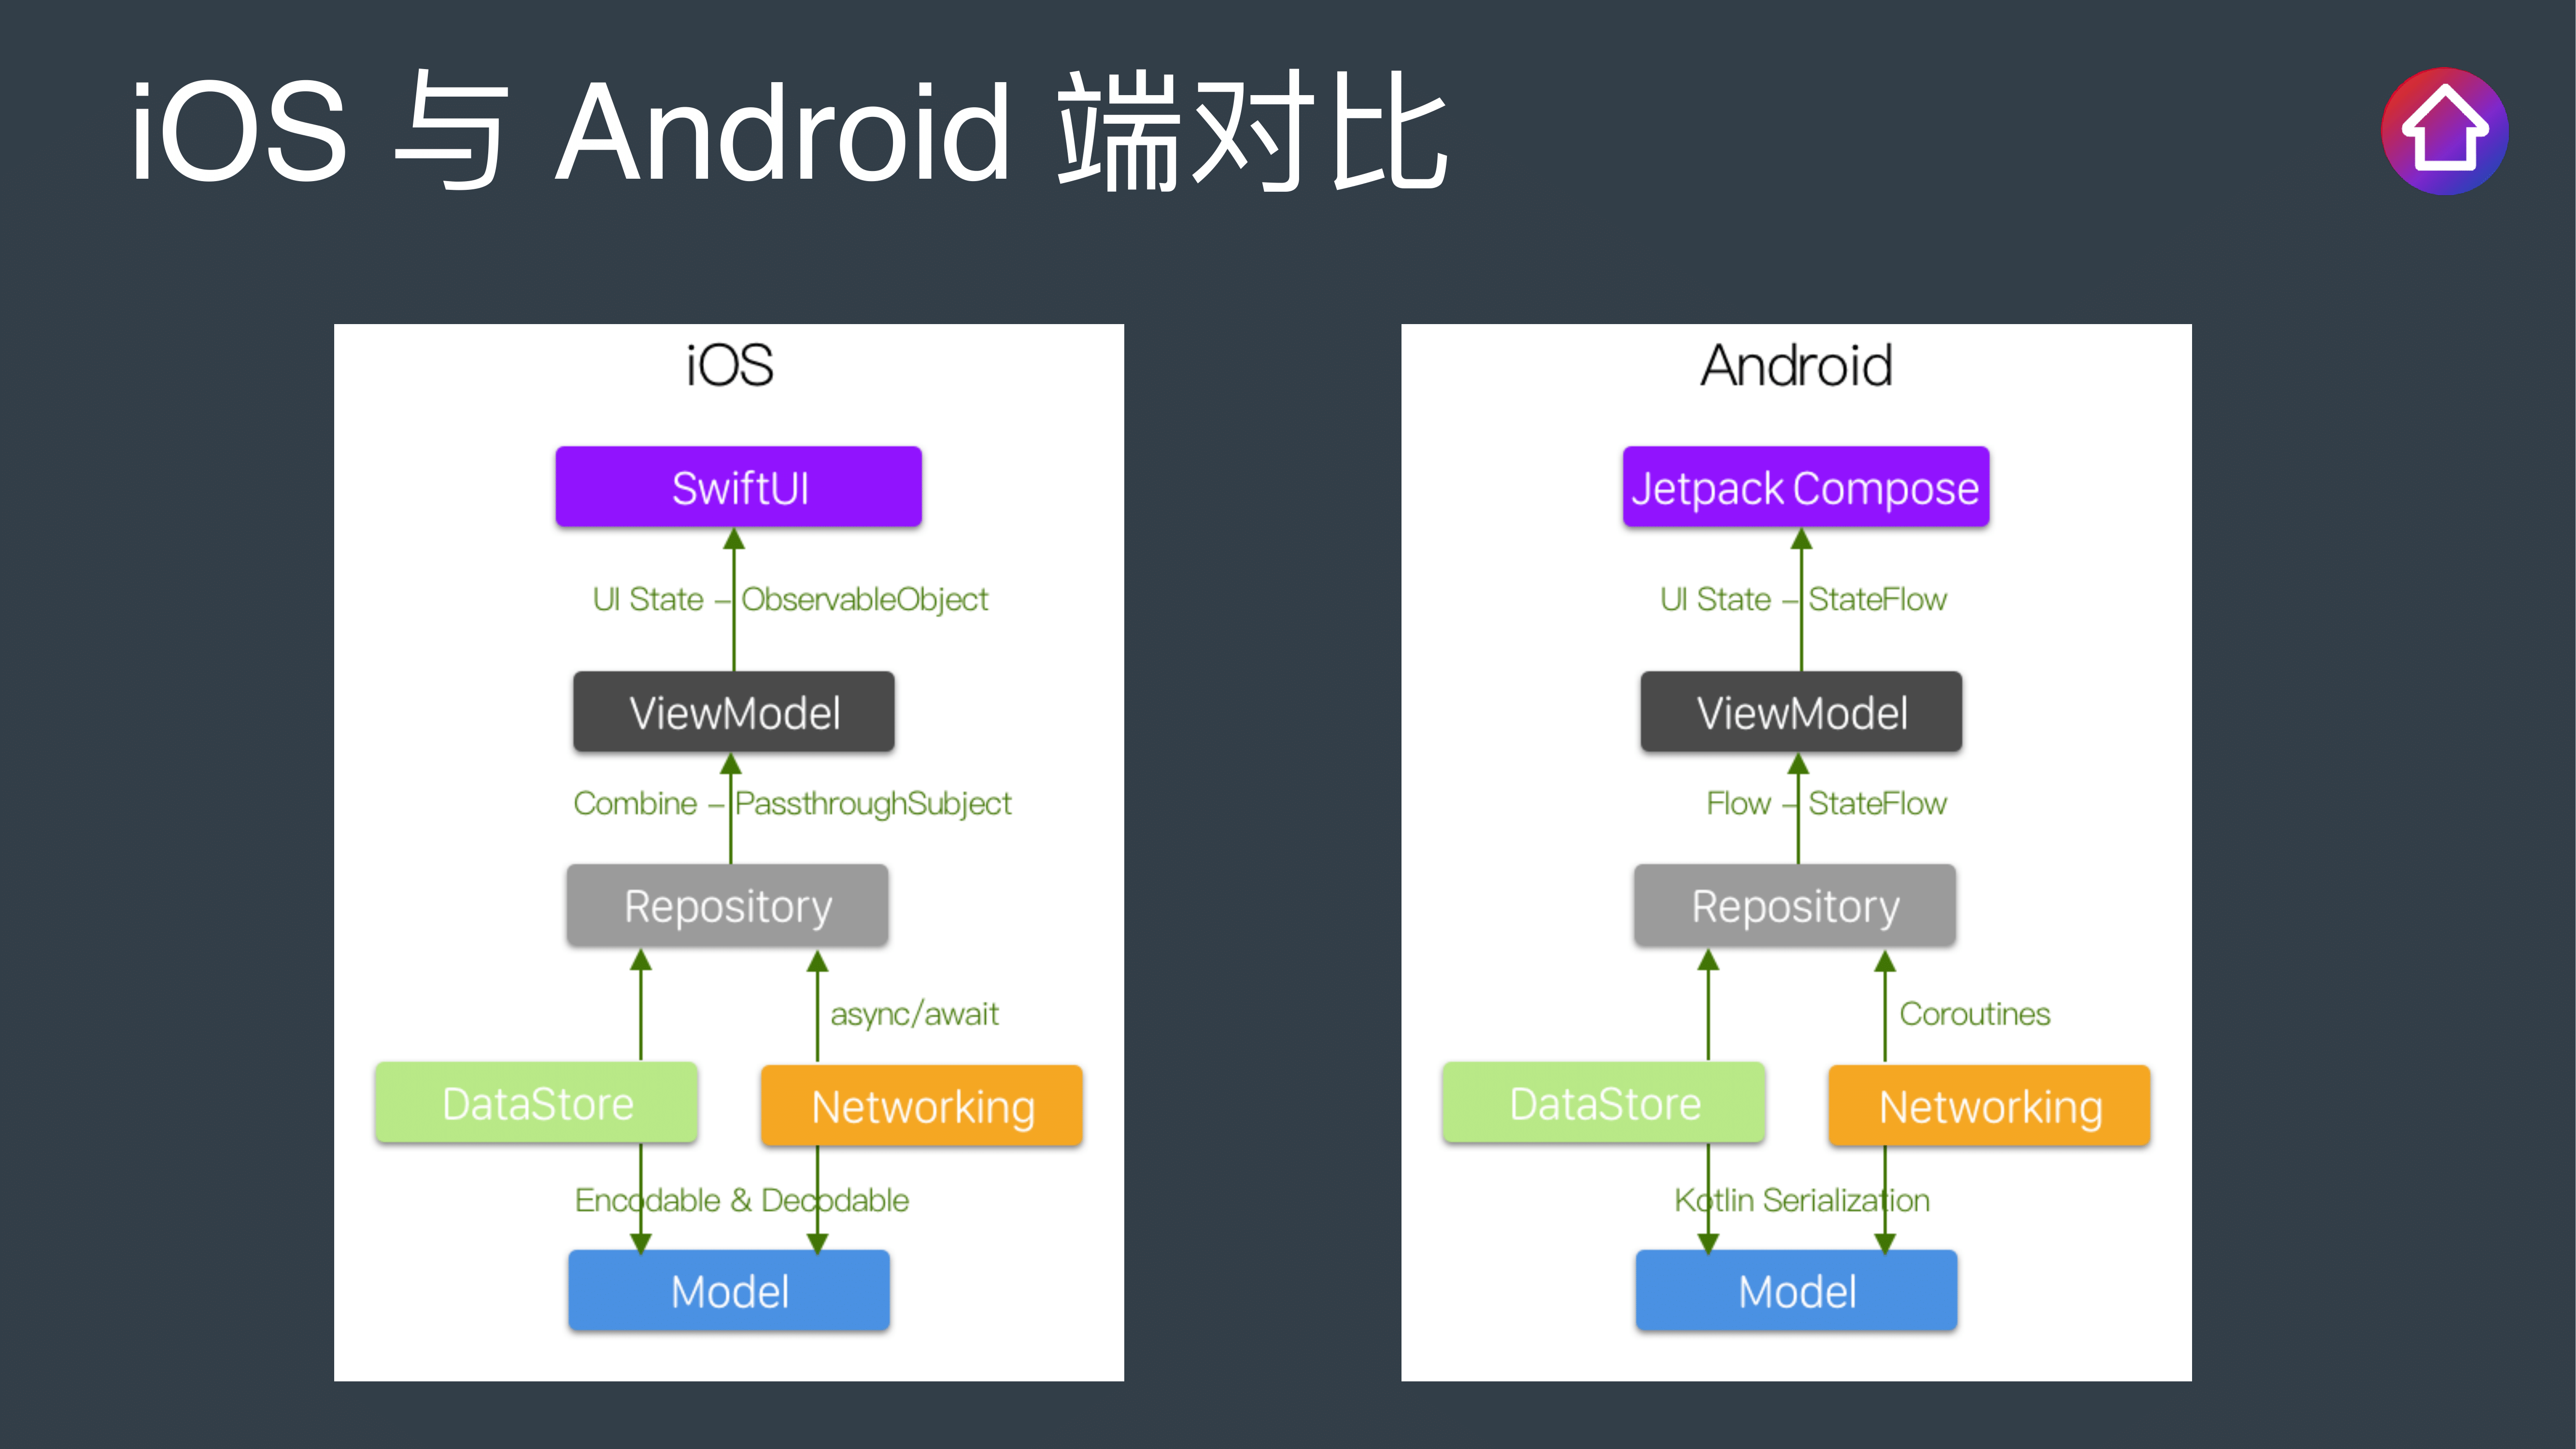 iOS 与 Android 端对比
iOS
SwiftUI
UI State – ObservableObject
ViewModel
Combine – PassthroughSubject
Repository
async/await
DataStore
Networking
Encodable & Decodable
Model
Android
Jetpack Compose
UI State – StateFlow
ViewModel
Flow – StateFlow
Repository
Coroutines
DataStore
Networking
Kotlin Serialization
Model